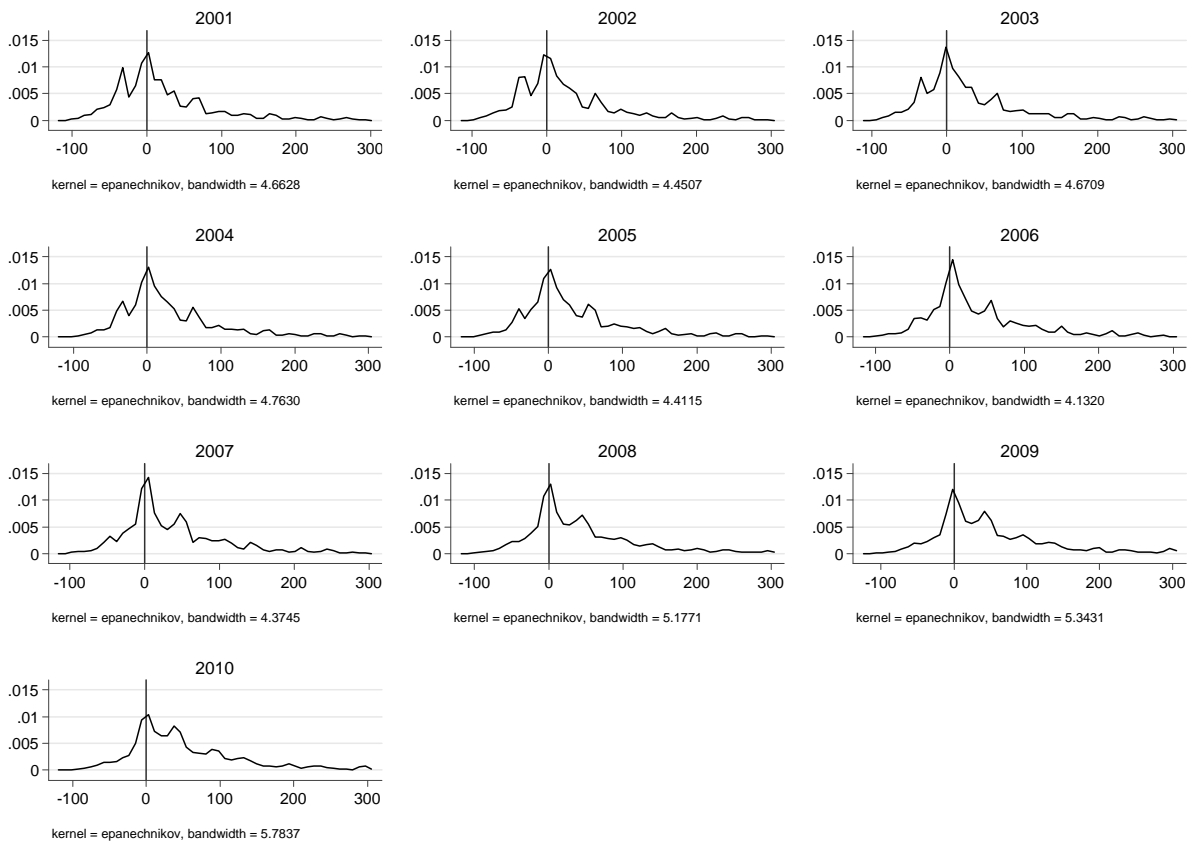 2001
.015
.01
.005
0
-100 0 100 200 300
kernel = epanechnikov, bandwidth = 4.6628
2002
.015
.01
.005
0
-100 0 100 200 300
kernel = epanechnikov, bandwidth = 4.4507
2003
.015
.01
.005
0
-100 0 100 200 300
kernel = epanechnikov, bandwidth = 4.6709
2004
.015
.01
.005
0
-100 0 100 200 300
kernel = epanechnikov, bandwidth = 4.7630
2005
.015
.01
.005
0
-100 0 100 200 300
kernel = epanechnikov, bandwidth = 4.4115
2006
.015
.01
.005
0
-100 0 100 200 300
kernel = epanechnikov, bandwidth = 4.1320
2007
.015
.01
.005
0
-100 0 100 200 300
kernel = epanechnikov, bandwidth = 4.3745
2008
.015
.01
.005
0
-100 0 100 200 300
kernel = epanechnikov, bandwidth = 5.1771
2009
.015
.01
.005
0
-100 0 100 200 300
kernel = epanechnikov, bandwidth = 5.3431
2010
.015
.01
.005
0
-100 0 100 200 300
kernel = epanechnikov, bandwidth = 5.7837